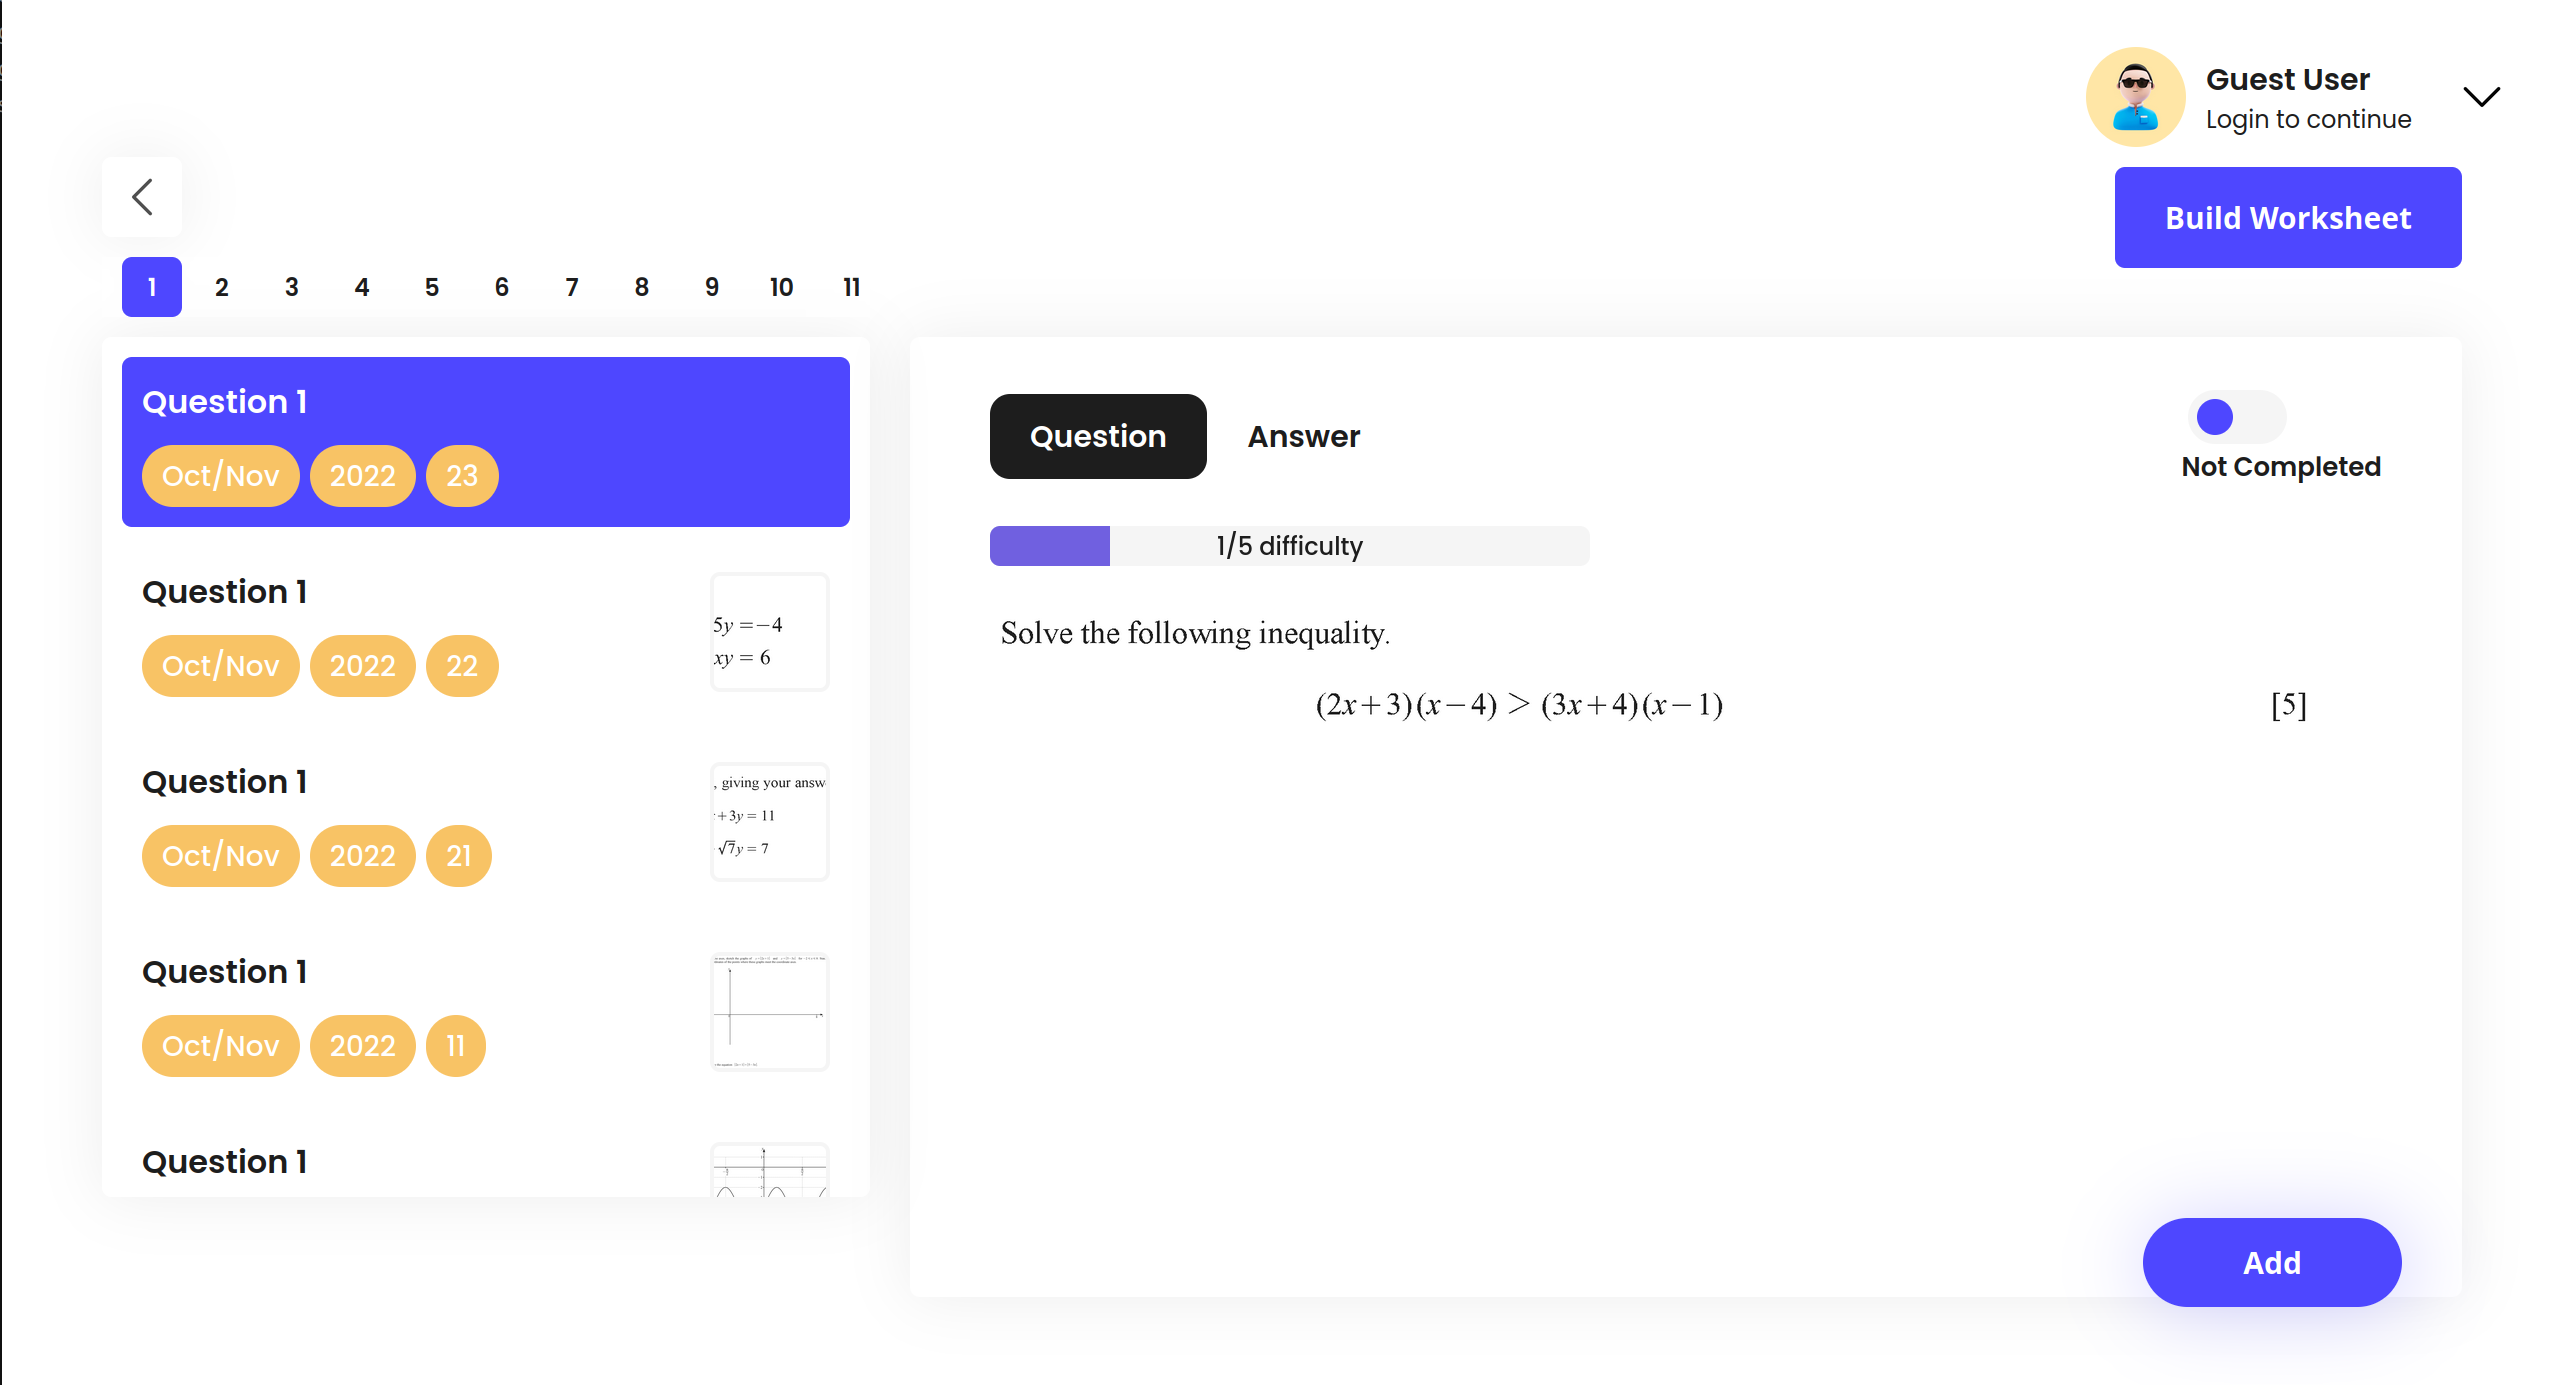 Guest User
Login to continue
Build Worksheet
1 2 3 4 5 6 7 8 9 10 11
Question 1
Oct/Nov 2022 23
Question 1
Oct/Nov 2022 22
5y = −4
xy = 6
Question 1
Oct/Nov 2022 21
, giving your answ
+ 3y = 11
√7y = 7
Question 1
Oct/Nov 2022 11
Question 1
Question Answer
Not Completed
1/5 difficulty
Solve the following inequality.
(2x + 3)(x − 4) > (3x + 4)(x − 1) [5]
Add